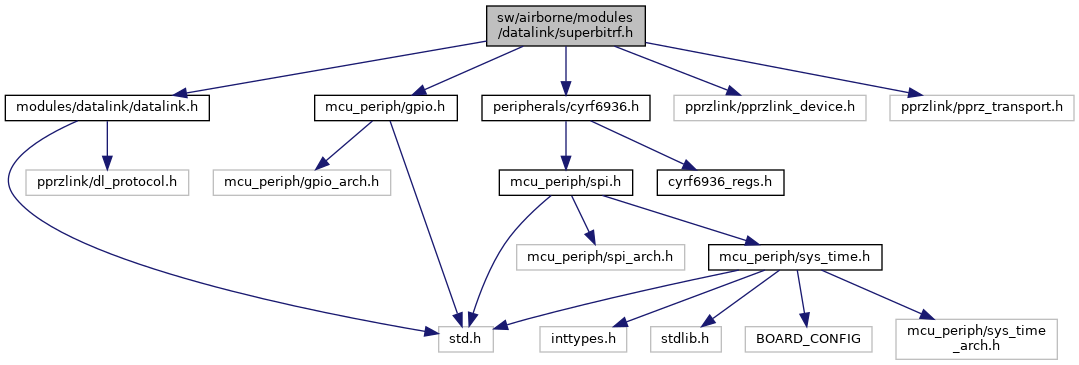 sw/airborne/modules
/datalink/superbitrf.h
modules/datalink/datalink.h
mcu_periph/gpio.h
peripherals/cyrf6936.h
pprzlink/pprzlink_device.h
pprzlink/pprz_transport.h
pprzlink/dl_protocol.h
mcu_periph/gpio_arch.h
mcu_periph/spi.h
cyrf6936_regs.h
mcu_periph/spi_arch.h
mcu_periph/sys_time.h
std.h
inttypes.h
stdlib.h
BOARD_CONFIG
mcu_periph/sys_time
_arch.h